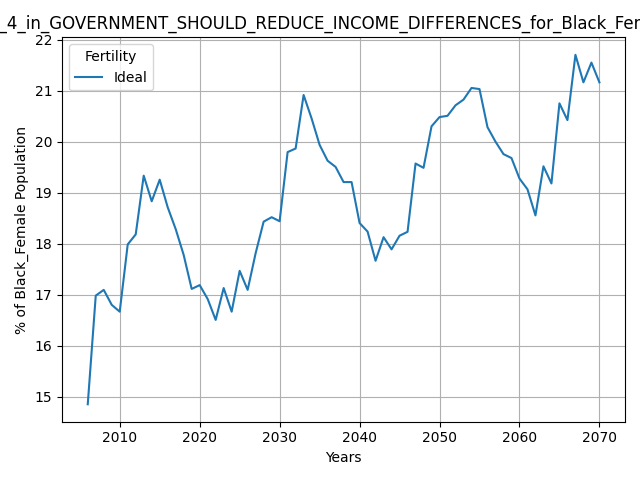 _4_in_GOVERNMENT_SHOULD_REDUCE_INCOME_DIFFERENCES_for_Black_Fem
Fertility
Ideal
% of Black_Female Population
22
21
20
19
18
17
16
15
2010 2020 2030 2040 2050 2060 2070
Years